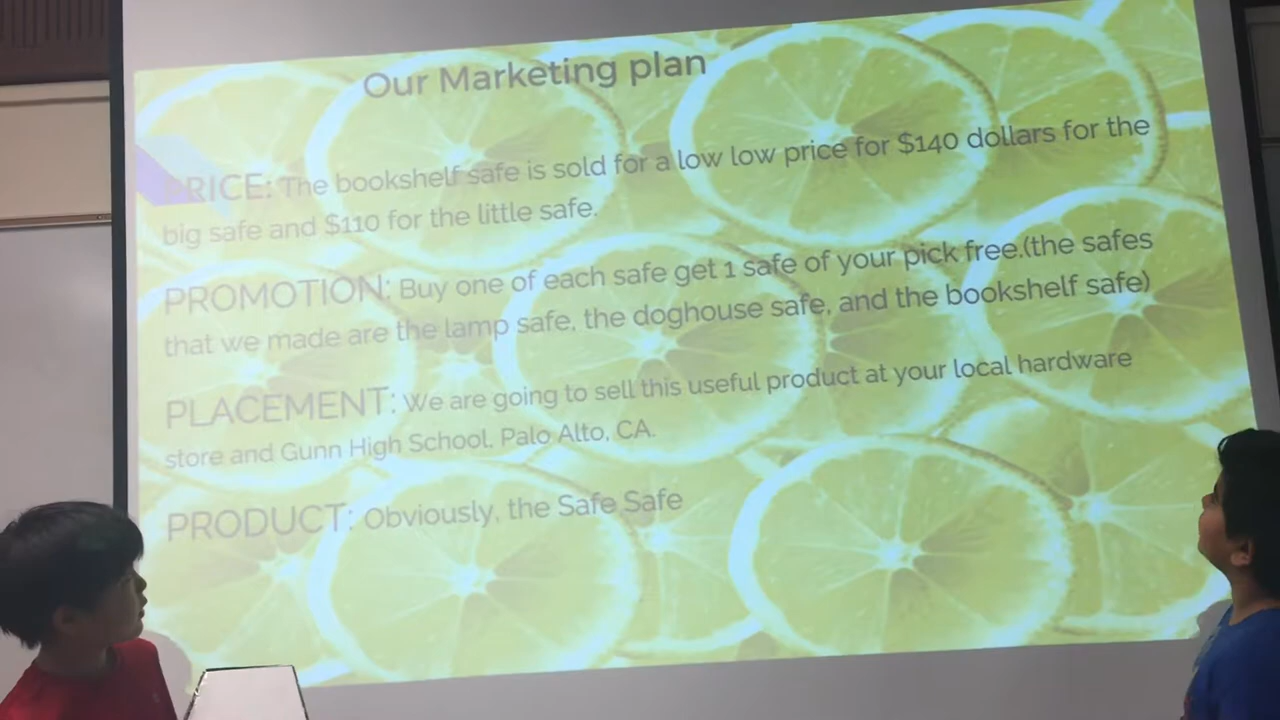 Our Marketing plan
PRICE: The bookshelf safe is sold for a low low price for $140 dollars for the
big safe and $110 for the little safe.
PROMOTION: Buy one of each safe get 1 safe of your pick free.(the safes
that we made are the lamp safe, the doghouse safe, and the bookshelf safe)
PLACEMENT: We are going to sell this useful product at your local hardware
store and Gunn High School, Palo Alto, CA.
PRODUCT: Obviously, the Safe Safe